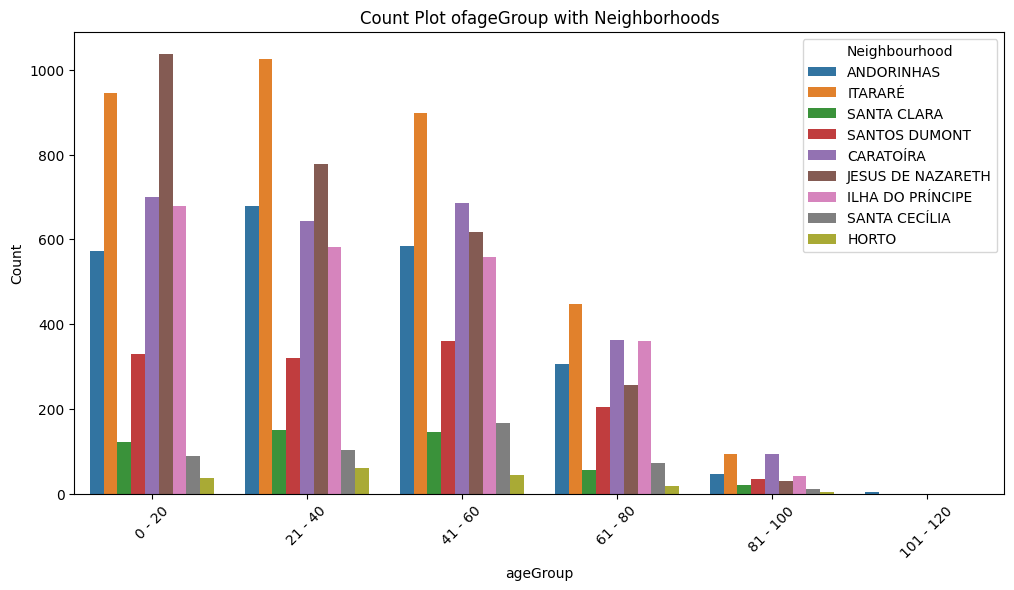 Count Plot ofageGroup with Neighborhoods
Neighbourhood
ANDORINHAS
ITARARÉ
SANTA CLARA
SANTOS DUMONT
CARATOÍRA
JESUS DE NAZARETH
ILHA DO PRÍNCIPE
SANTA CECÍLIA
HORTO
Count
1000
800
600
400
200
0
0 - 20
21 - 40
41 - 60
61 - 80
81 - 100
101 - 120
ageGroup